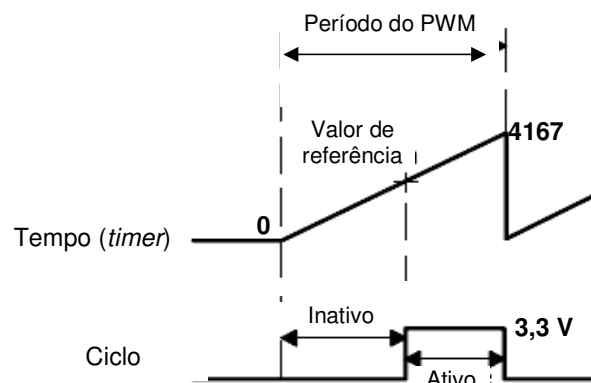 Período do PWM
Valor de
referência
4167
0
Tempo (timer)
Inativo
3,3 V
Ciclo
Ativo